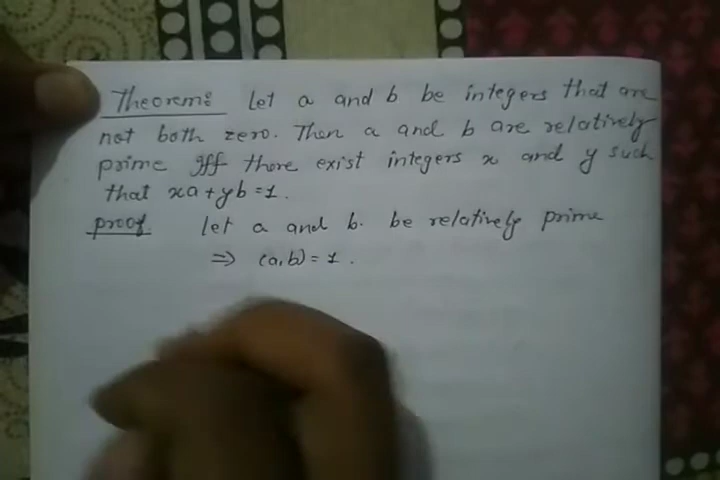 Theorem: Let a and b be integers that are
not both zero. Then a and b are relatively
prime iff there exist integers x and y such
that xa+yb=1.
proof. let a and b. be relatively prime
⇒ (a,b)=1.